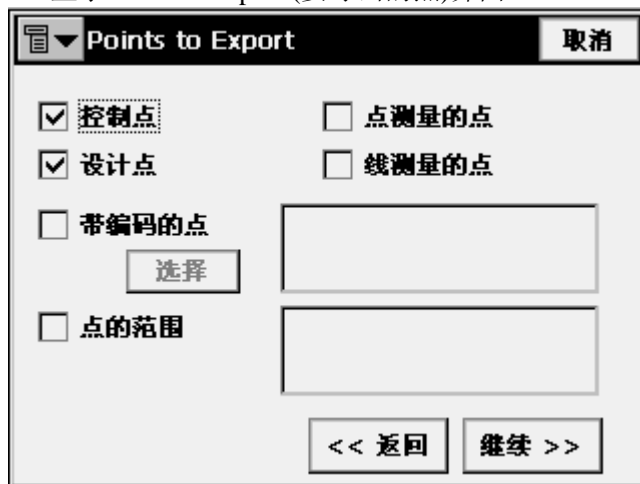 Points to Export
取消
控制点
点测量的点
设计点
线测量的点
带编码的点
选择
点的范围
<< 返回
继续 >>